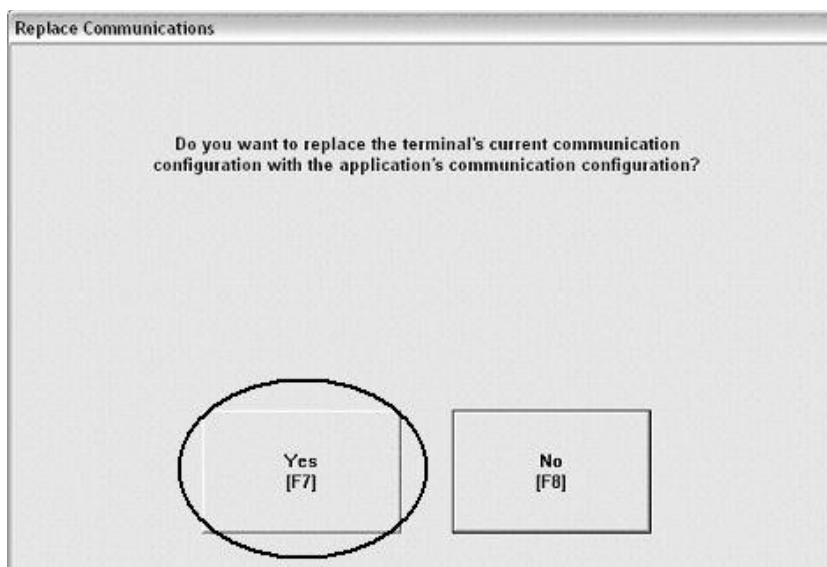 Replace Communications
Do you want to replace the terminal's current communication
configuration with the application's communication configuration?
Yes
[F7]
No
[F8]